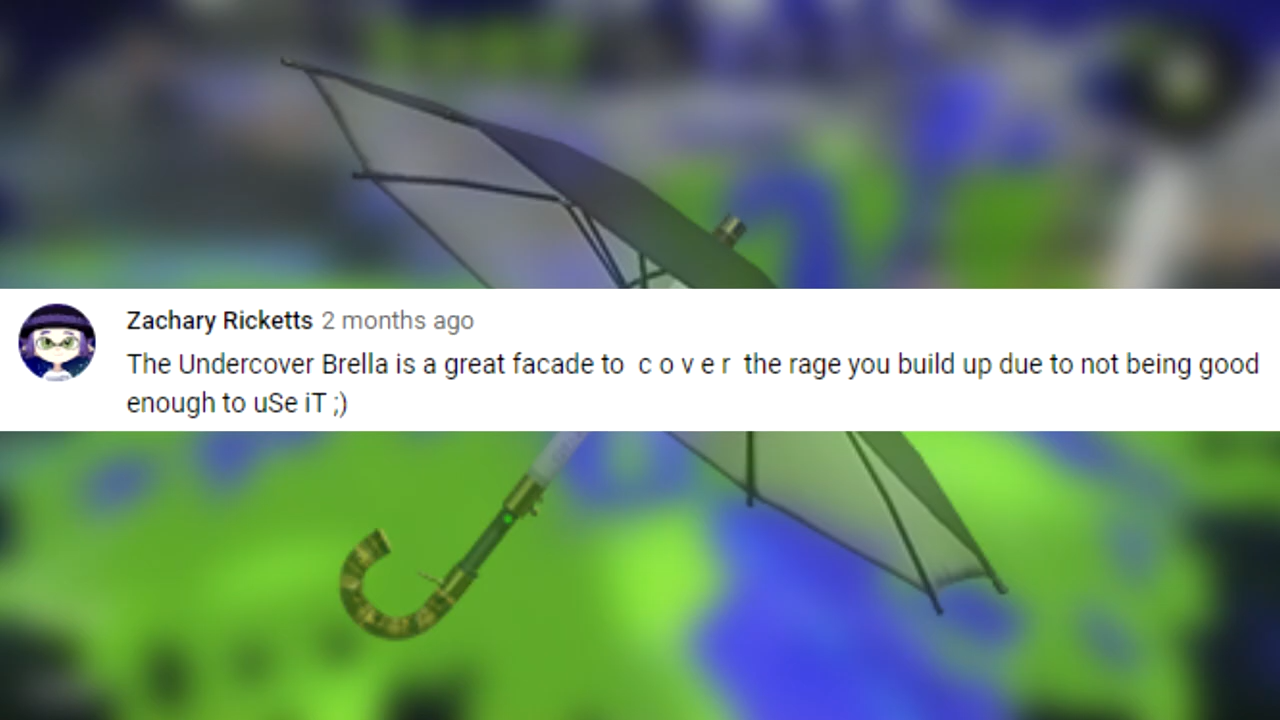 Zachary Ricketts 2 months ago
The Undercover Brella is a great facade to c o v e r the rage you build up due to not being good
enough to uSe iT ;)